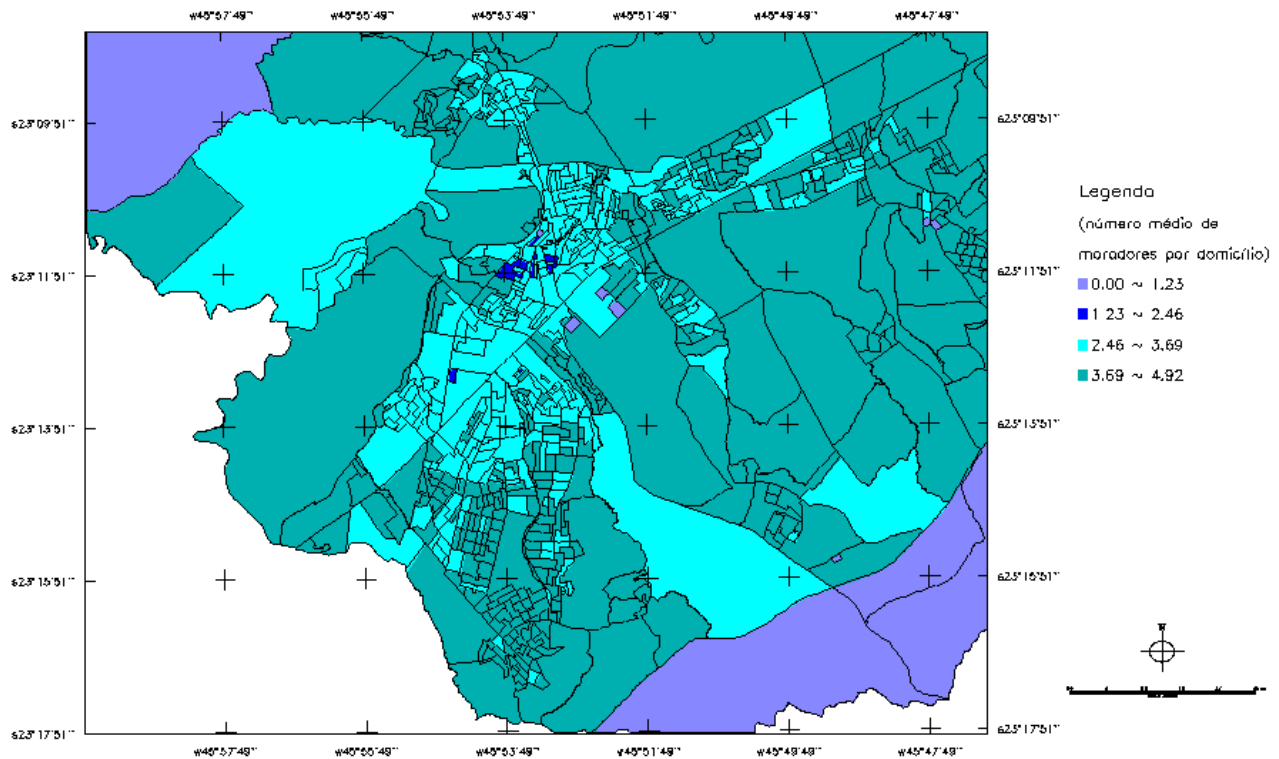 w45°57'49'' w45°55'49'' w45°53'49'' w45°51'49'' w45°49'49'' w45°47'49''
s23°09'51'' s23°09'51''
Legenda
(número médio de
moradores por domicílio)
s23°11'51'' s23°11'51''
0.00 ~ 1.23
1.23 ~ 2.46
2.46 ~ 3.69
3.69 ~ 4.92
s23°13'51'' s23°13'51''
s23°15'51'' s23°15'51''
N
s23°17'51'' s23°17'51''
w45°57'49'' w45°55'49'' w45°53'49'' w45°51'49'' w45°49'49'' w45°47'49''